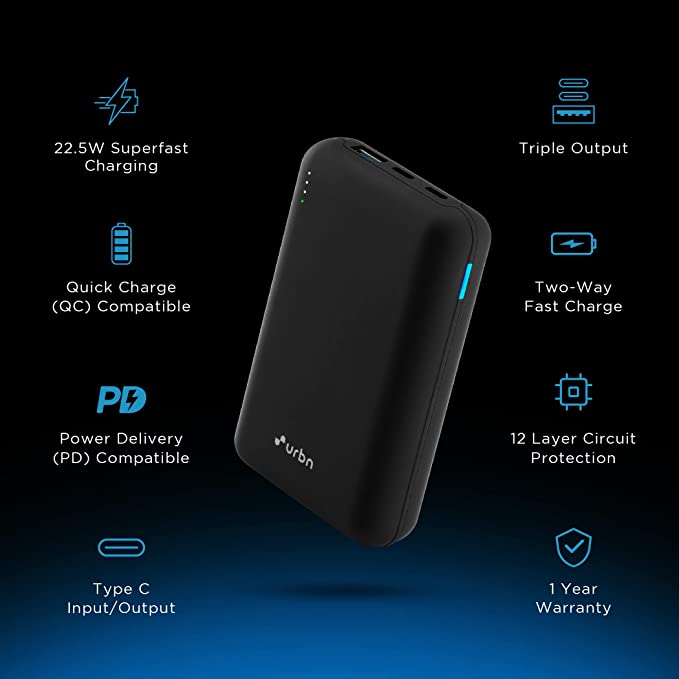 22.5W Superfast
Charging
Triple Output
Quick Charge
(QC) Compatible
Two-Way
Fast Charge
PD
Power Delivery
(PD) Compatible
12 Layer Circuit
Protection
urbn
Type C
Input/Output
1 Year
Warranty